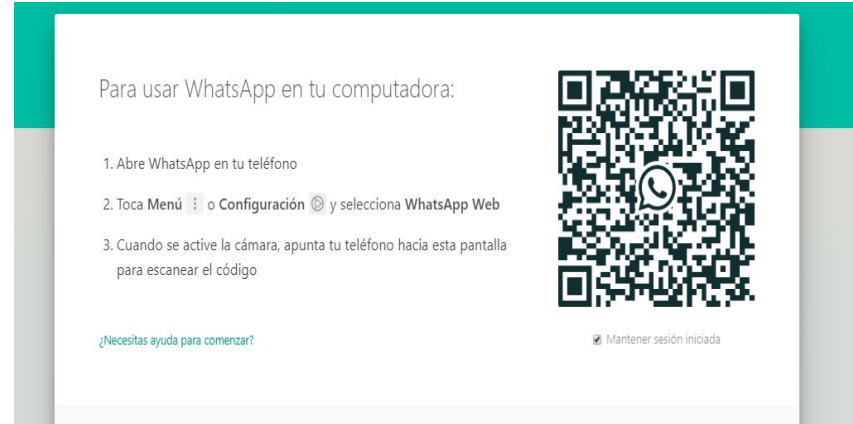 Para usar WhatsApp en tu computadora:
1. Abre WhatsApp en tu teléfono
2. Toca Menú o Configuración y selecciona WhatsApp Web
3. Cuando se active la cámara, apunta tu teléfono hacia esta pantalla
para escanear el código
¿Necesitas ayuda para comenzar?
Mantener sesión iniciada